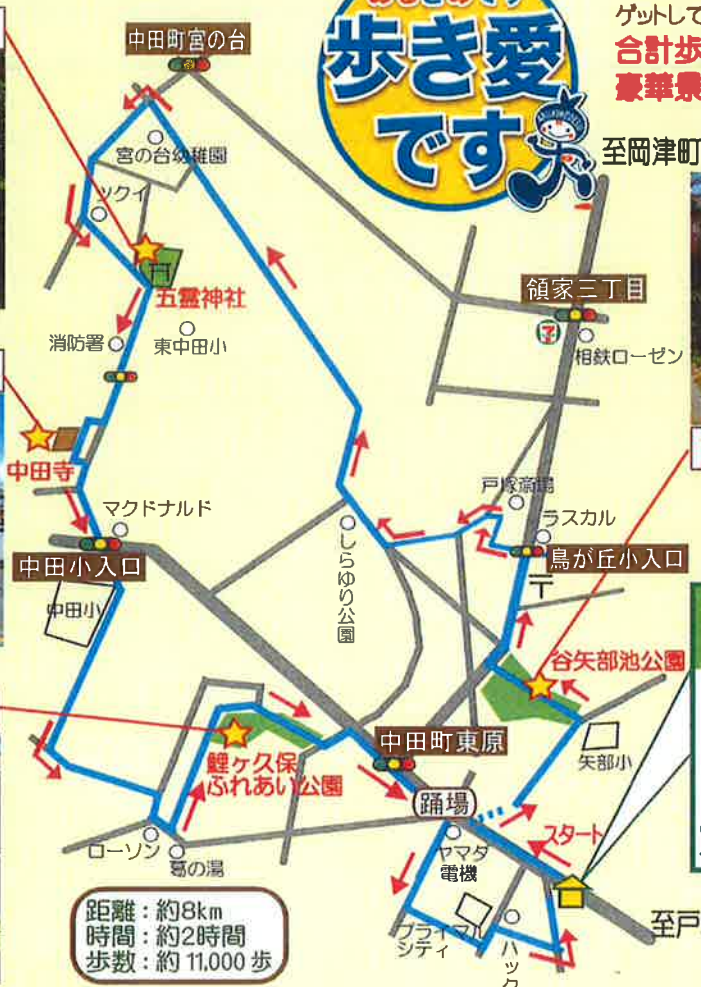 中田町宮の台
歩き愛
です
ゲットして
合計歩
豪華景
至岡津町
宮の台幼稚園
ツクイ
五霊神社
消防署
東中田小
領家三丁目
相鉄ローゼン
中田寺
マクドナルド
中田小入口
中田小
しらゆり公園
戸塚斎場
ラスカル
鳥が丘小入口
〒
谷矢部池公園
矢部小
中田町東原
鯉ヶ久保
ふれあい公園
踊場
スタート
ローソン
葛の湯
ヤマダ
電機
プライマル
シティ
ハック
至戸
距離：約8km
時間：約2時間
歩数：約11,000歩